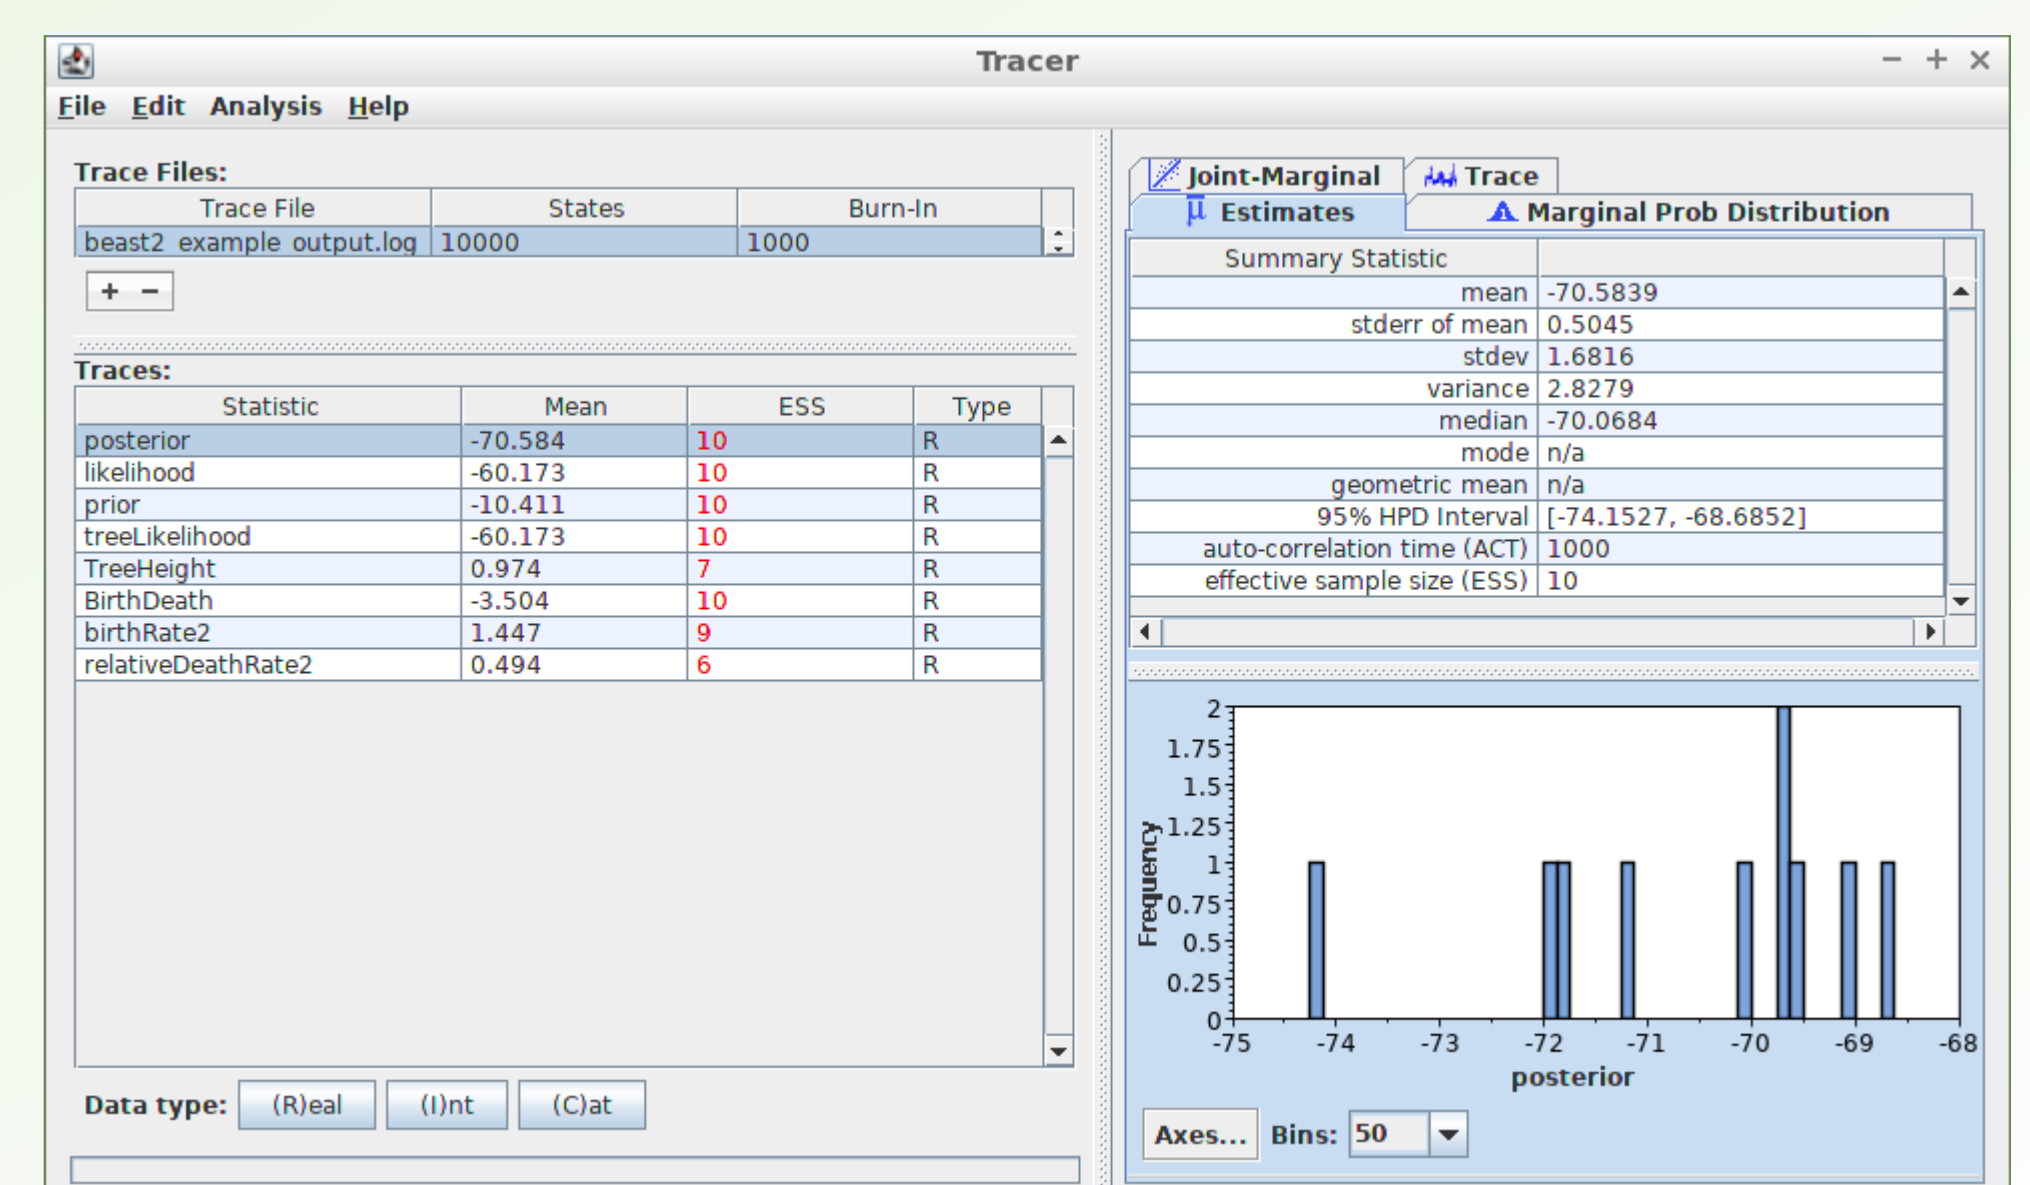 Tracer
File Edit Analysis Help
Trace Files:
Trace File States Burn-In
beast2_example_output.log 10000 1000
+ -
Traces:
Statistic Mean ESS Type
posterior -70.584 10 R
likelihood -60.173 10 R
prior -10.411 10 R
treeLikelihood -60.173 10 R
TreeHeight 0.974 7 R
BirthDeath -3.504 10 R
birthRate2 1.447 9 R
relativeDeathRate2 0.494 6 R
Data type: (R)eal (I)nt (C)at
Joint-Marginal Trace
μ Estimates Marginal Prob Distribution
Summary Statistic
mean -70.5839
stderr of mean 0.5045
stdev 1.6816
variance 2.8279
median -70.0684
mode n/a
geometric mean n/a
95% HPD Interval [-74.1527, -68.6852]
auto-correlation time (ACT) 1000
effective sample size (ESS) 10
2
1.75
1.5
1.25
1
0.75
0.5
0.25
0
Frequency
-75 -74 -73 -72 -71 -70 -69 -68
posterior
Axes... Bins: 50